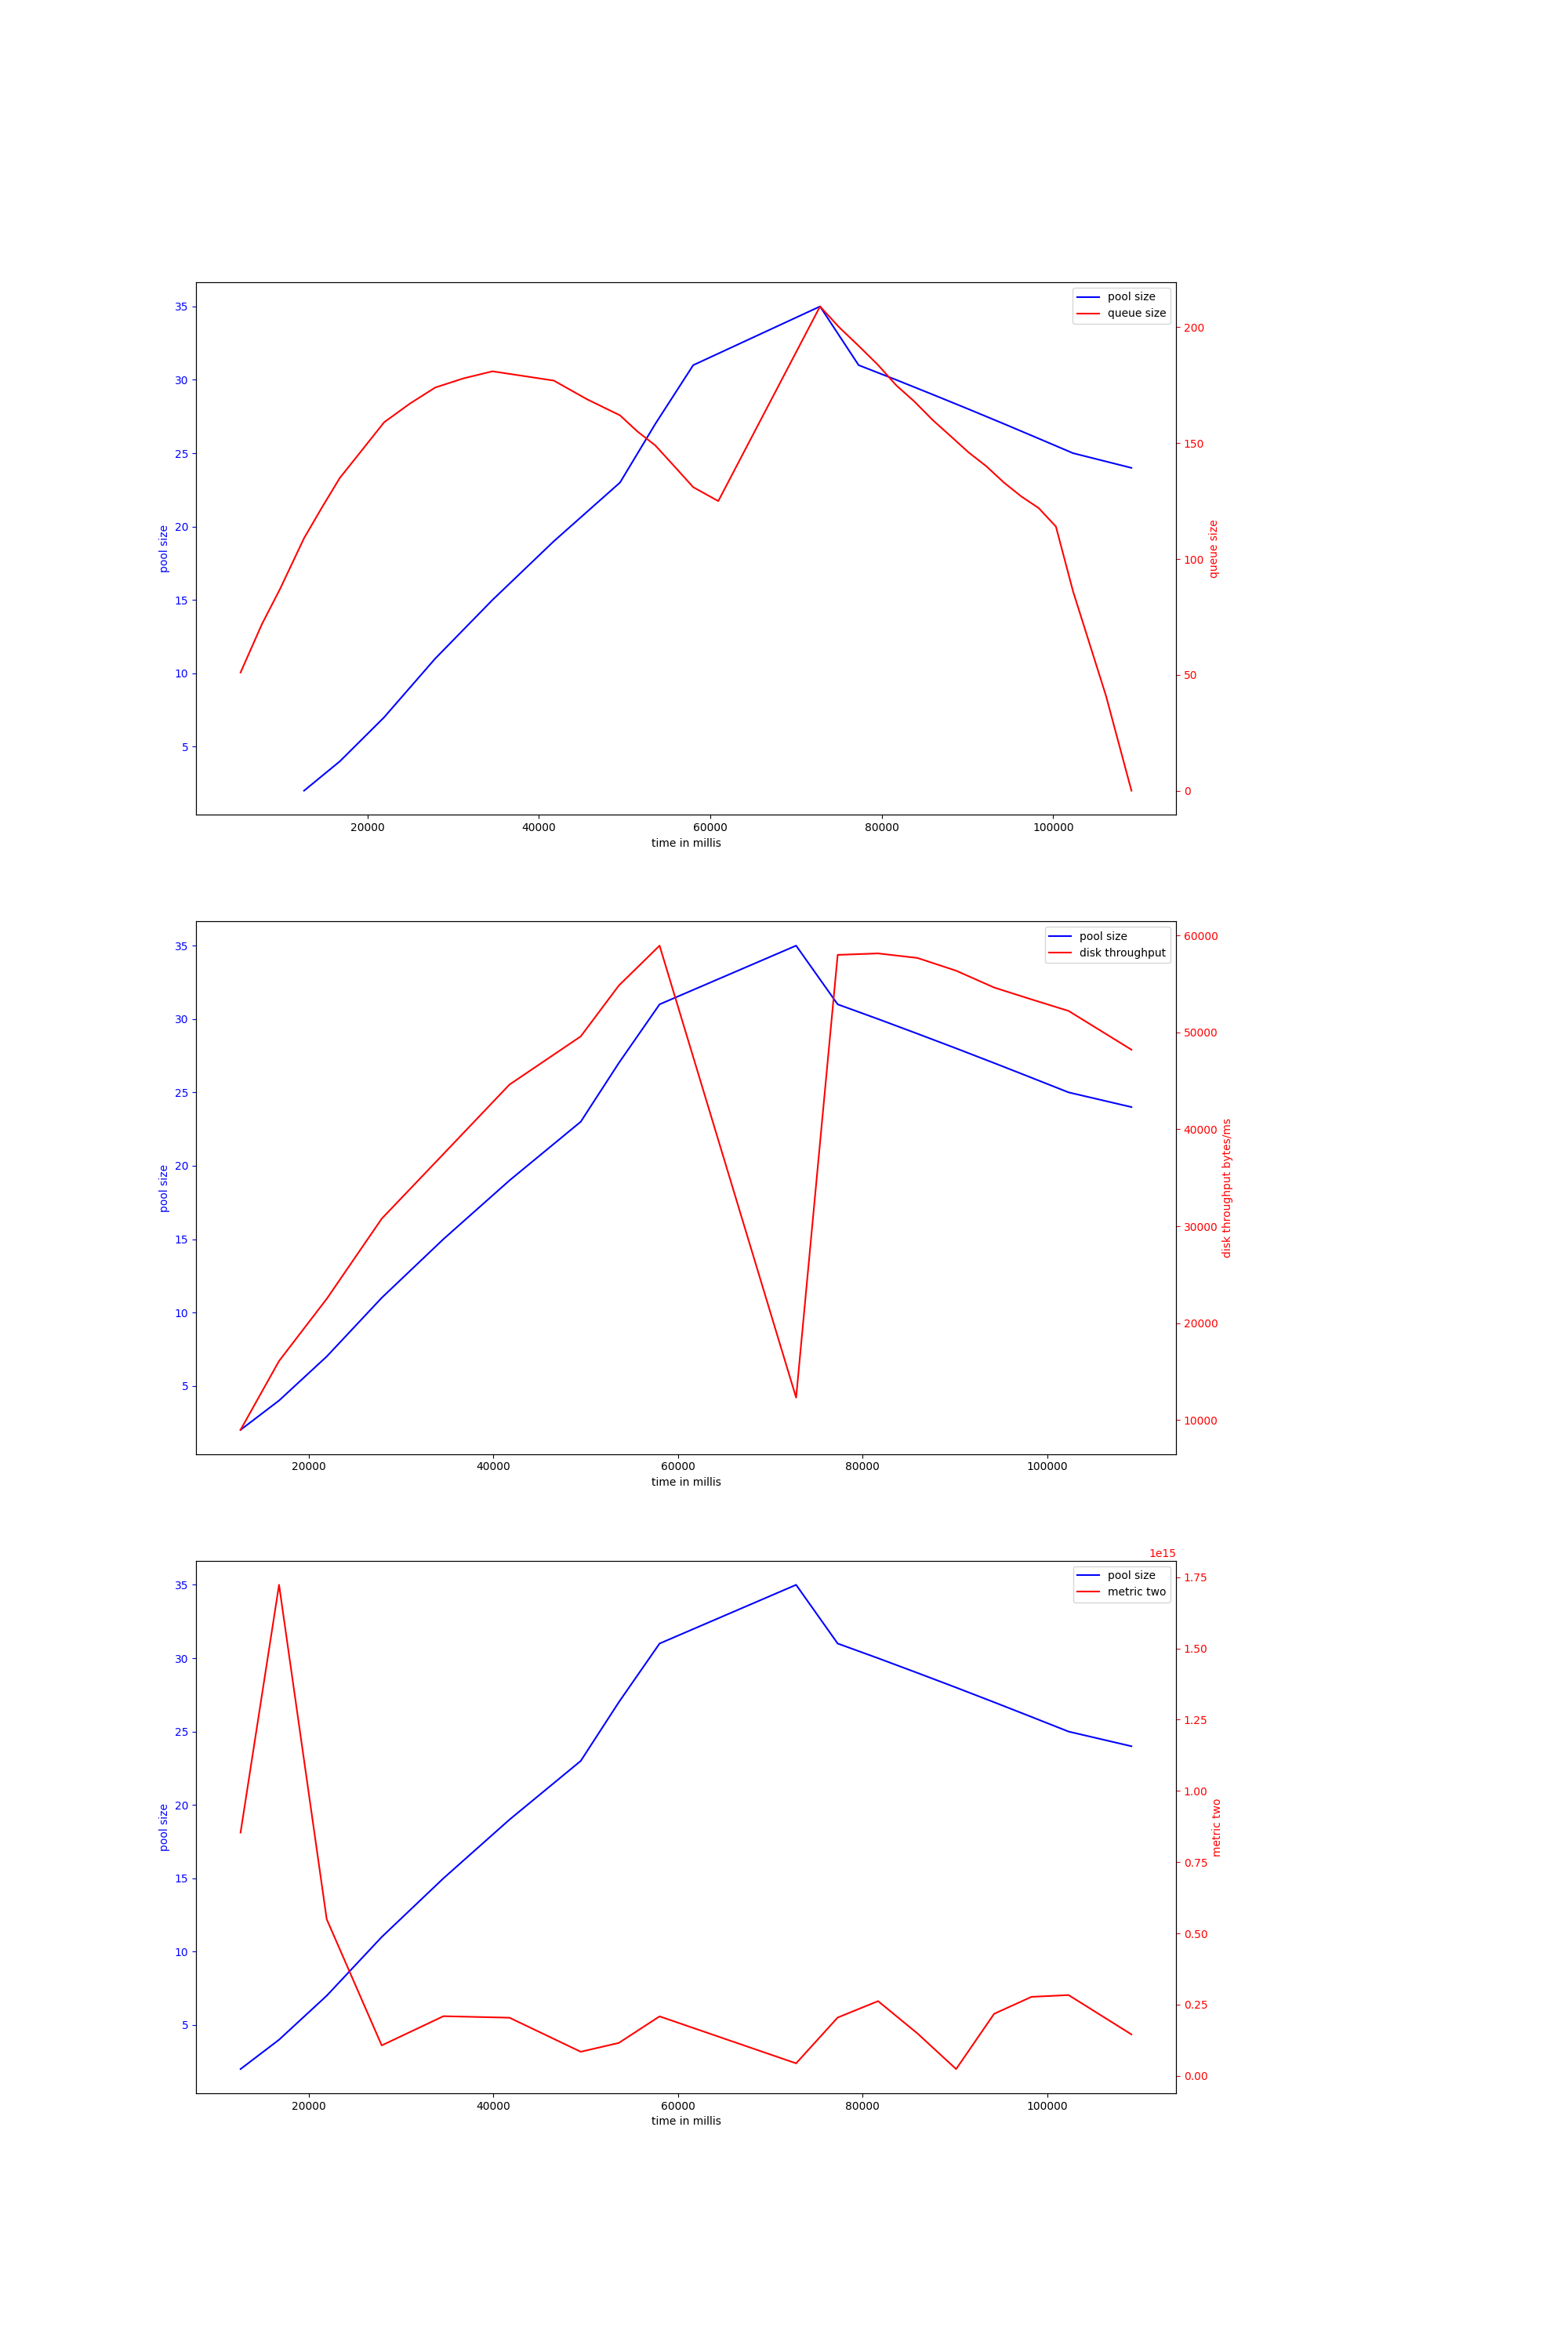 pool size
queue size
35
30
25
20
15
10
5
pool size
200
150
100
50
0
queue size
20000 40000 60000 80000 100000
time in millis
pool size
disk throughput
35
30
25
20
15
10
5
pool size
60000
50000
40000
30000
20000
10000
disk throughput bytes/ms
20000 40000 60000 80000 100000
time in millis
1e15
pool size
metric two
35
30
25
20
15
10
5
pool size
1.75
1.50
1.25
1.00
0.75
0.50
0.25
0.00
metric two
20000 40000 60000 80000 100000
time in millis